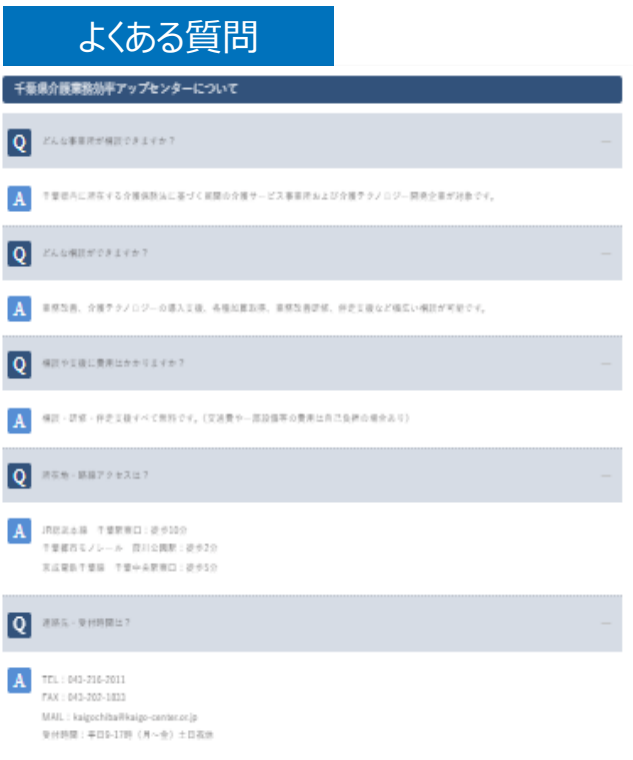 よくある質問
千葉県介護業務効率アップセンターについて
Q どんな事業所が相談できますか?
A 千葉県内に所在する介護保険法に基づく県間の介護サービス事業所および介護テクノロジー開発企業が対象です。
Q どんな相談ができますか?
A 業務改善、介護テクノロジーの導入支援、各種加算取得、業務改善研修、伴走支援など幅広い相談が可能です。
Q 相談や支援に費用はかかりますか?
A 相談・研修・伴走支援すべて無料です。(交通費や一部設備等の費用は自己負担の場合あり)
Q 所在地・路線アクセスは?
A JR総武本線 千葉駅東口:徒歩10分
千葉都市モノレール 葭川公園駅:徒歩2分
京成電鉄千葉線 千葉中央駅東口:徒歩5分
Q 連絡先・受付時間は?
A TEL:043-216-2011
FAX:043-202-1833
MAIL:kaigochiba@kaigo-center.or.jp
受付時間:平日9-17時(月~金)土日祝休